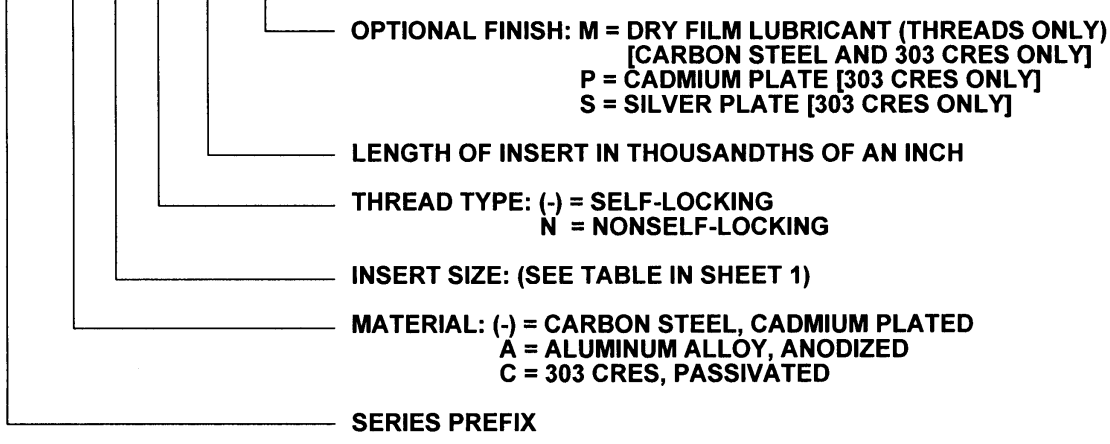 OPTIONAL FINISH: M = DRY FILM LUBRICANT (THREADS ONLY)
[CARBON STEEL AND 303 CRES ONLY]
P = CADMIUM PLATE [303 CRES ONLY]
S = SILVER PLATE [303 CRES ONLY]
LENGTH OF INSERT IN THOUSANDTHS OF AN INCH
THREAD TYPE: (-) = SELF-LOCKING
N = NONSELF-LOCKING
INSERT SIZE: (SEE TABLE IN SHEET 1)
MATERIAL: (-) = CARBON STEEL, CADMIUM PLATED
A = ALUMINUM ALLOY, ANODIZED
C = 303 CRES, PASSIVATED
SERIES PREFIX